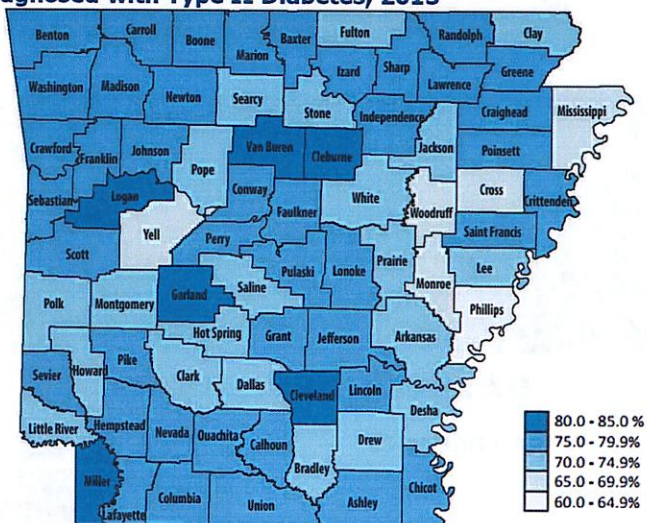 agnosed with Type II Diabetes, 2015
Benton
Carroll
Boone
Marion
Baxter
Fulton
Randolph
Clay
Izard
Sharp
Lawrence
Greene
Washington
Madison
Newton
Searcy
Stone
Independence
Craighead
Mississippi
Crawford
Franklin
Johnson
Pope
Van Buren
Cleburne
Jackson
Poinsett
Sebastian
Logan
Conway
White
Woodruff
Cross
Crittenden
Yell
Faulkner
Saint Francis
Scott
Perry
Pulaski
Lonoke
Prairie
Monroe
Lee
Polk
Montgomery
Garland
Saline
Phillips
Hot Spring
Grant
Jefferson
Arkansas
Sevier
Howard
Pike
Clark
Dallas
Cleveland
Lincoln
Desha
Little River
Hempstead
Nevada
Ouachita
Calhoun
Bradley
Drew
Miller
Lafayette
Columbia
Union
Ashley
Chicot
80.0 - 85.0 %
75.0 - 79.9%
70.0 - 74.9%
65.0 - 69.9%
60.0 - 64.9%